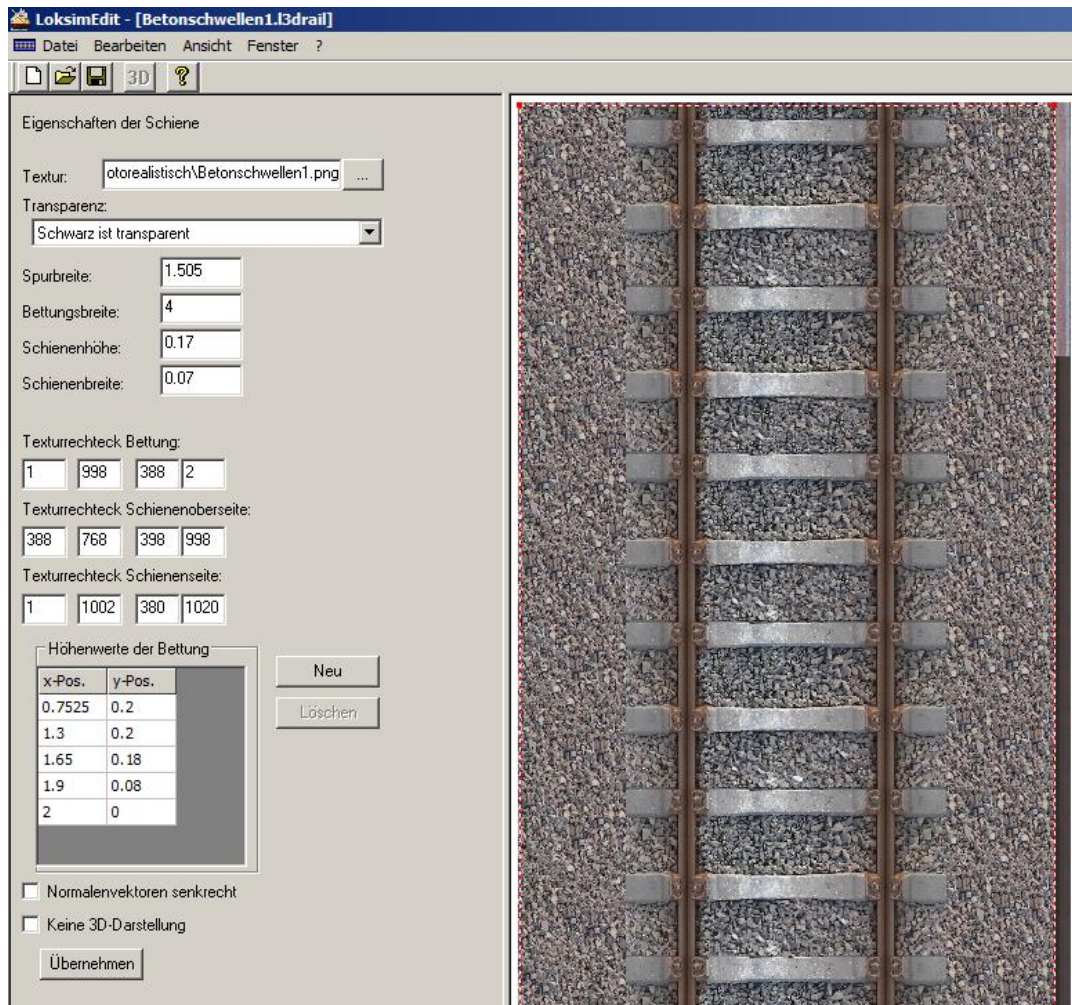 LoksimEdit - [Betonschwellen1.l3drail]
Datei Bearbeiten Ansicht Fenster ?
3D ?
Eigenschaften der Schiene
Textur: otorealistisch\Betonschwellen1.png ...
Transparenz:
Schwarz ist transparent
Spurbreite: 1.505
Bettungsbreite: 4
Schienenhöhe: 0.17
Schienenbreite: 0.07
Texturrechteck Bettung:
1 998 388 2
Texturrechteck Schienenoberseite:
388 768 398 998
Texturrechteck Schienenseite:
1 1002 380 1020
Höhenwerte der Bettung
x-Pos. y-Pos.
0.7525 0.2
1.3 0.2
1.65 0.18
1.9 0.08
2 0
Neu
Löschen
Normalenvektoren senkrecht
Keine 3D-Darstellung
Übernehmen